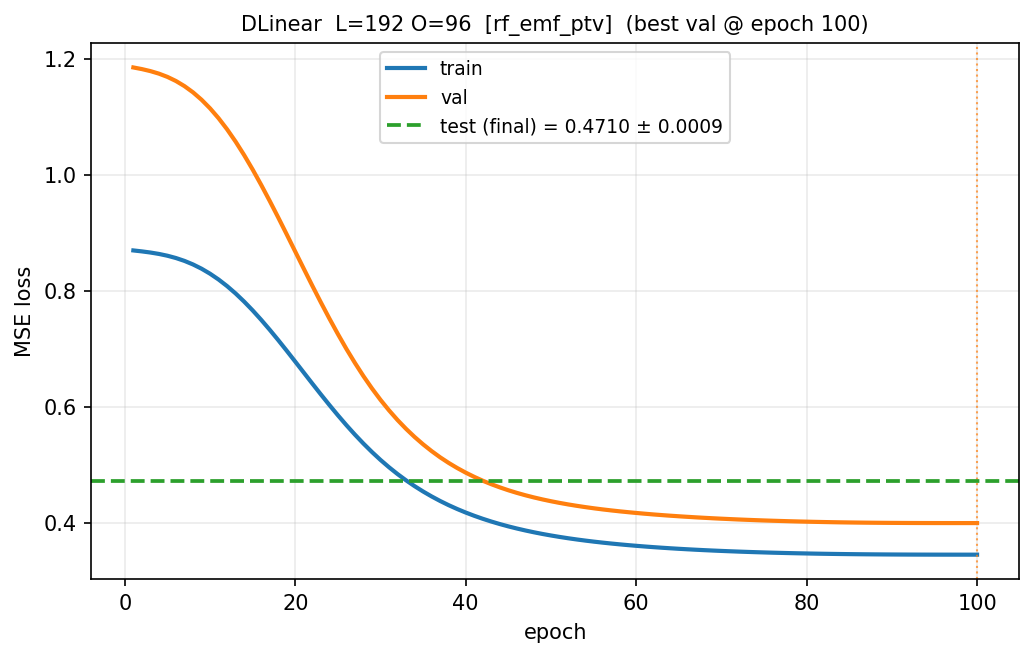 DLinear  L=192 O=96  [rf_emf_ptv]  (best val @ epoch 100)
train
val
test (final) = 0.4710 ± 0.0009
MSE loss
1.2
1.0
0.8
0.6
0.4
0 20 40 60 80 100
epoch